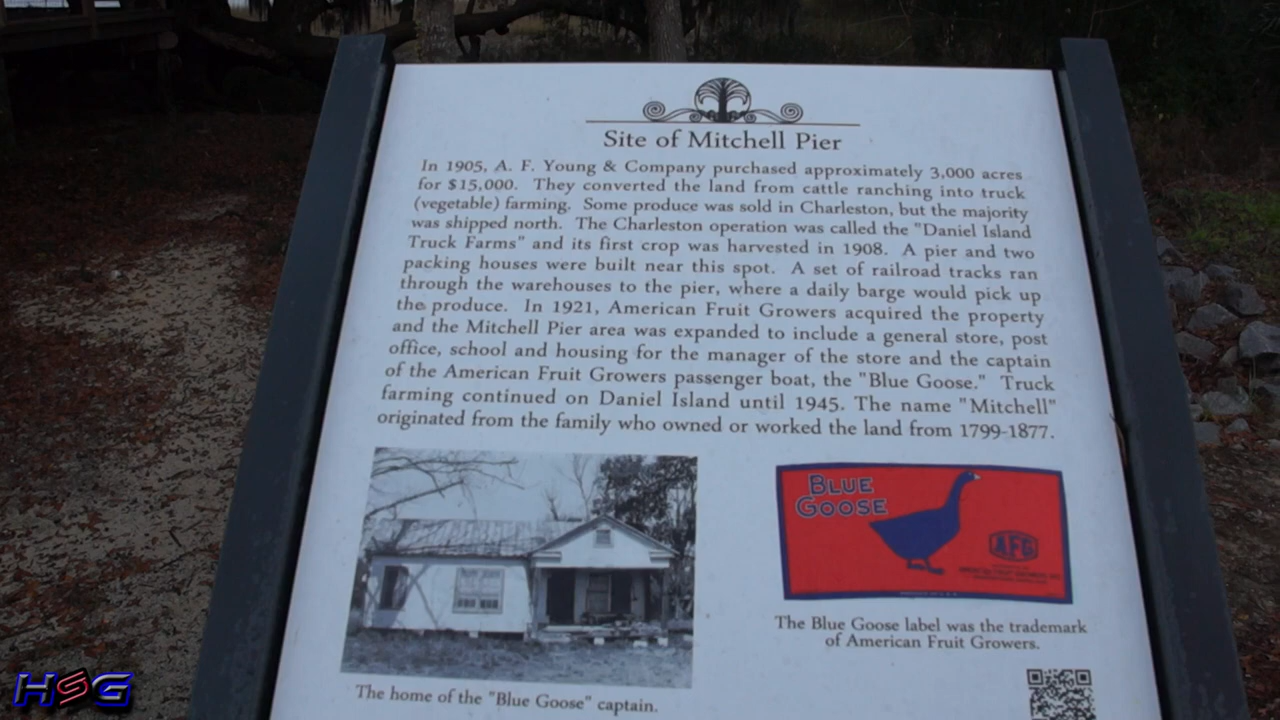 Site of Mitchell Pier
In 1905, A. F. Young & Company purchased approximately 3,000 acres
for $15,000. They converted the land from cattle ranching into truck
(vegetable) farming. Some produce was sold in Charleston, but the majority
was shipped north. The Charleston operation was called the "Daniel Island
Truck Farms" and its first crop was harvested in 1908. A pier and two
packing houses were built near this spot. A set of railroad tracks ran
through the warehouses to the pier, where a daily barge would pick up
the produce. In 1921, American Fruit Growers acquired the property
and the Mitchell Pier area was expanded to include a general store, post
office, school and housing for the manager of the store and the captain
of the American Fruit Growers passenger boat, the "Blue Goose." Truck
farming continued on Daniel Island until 1945. The name "Mitchell"
originated from the family who owned or worked the land from 1799-1877.
BLUE
GOOSE
AFG
The Blue Goose label was the trademark
of American Fruit Growers.
The home of the "Blue Goose" captain.
HSG